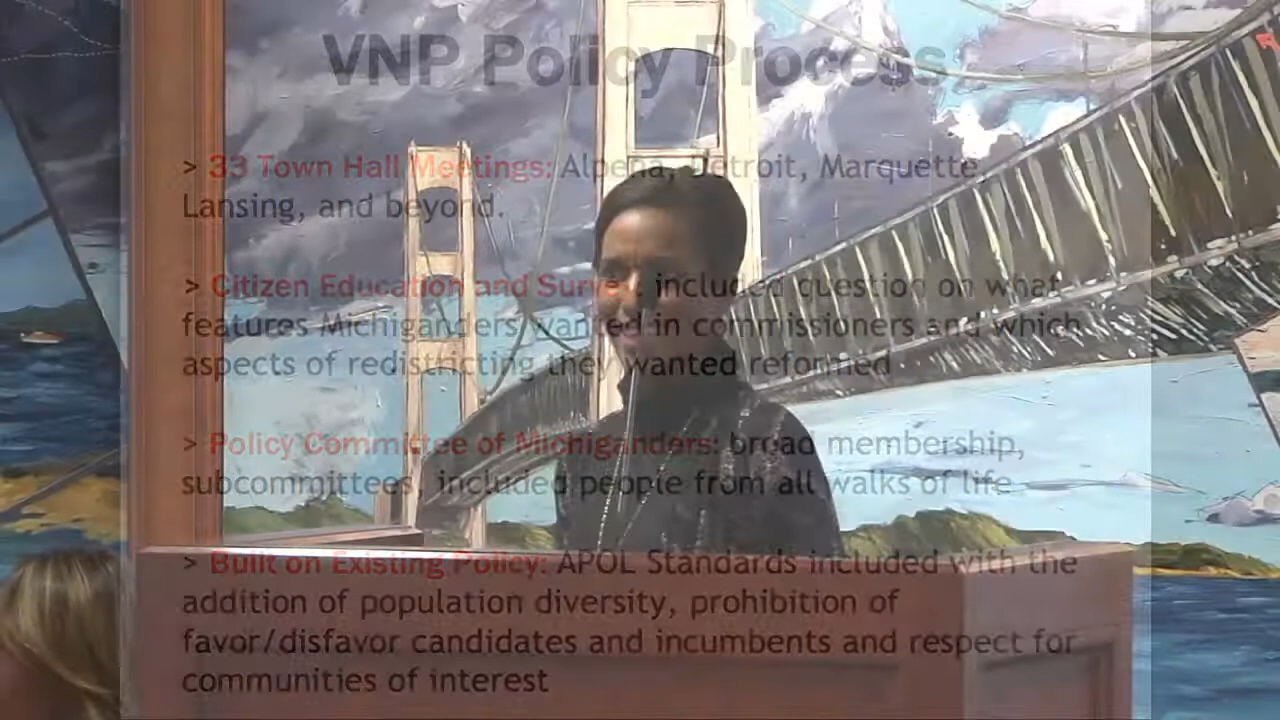 VNP Policy Process
> 33 Town Hall Meetings: Alpena, Detroit, Marquette,
Lansing, and beyond.
> Citizen Education and Survey included question on what
features Michiganders wanted in commissioners and which
aspects of redistricting they wanted reformed
> Policy Committee of Michiganders: broad membership,
subcommittees, included people from all walks of life
> Built on Existing Policy: APOL Standards included with the
addition of population diversity, prohibition of
favor/disfavor candidates and incumbents and respect for
communities of interest